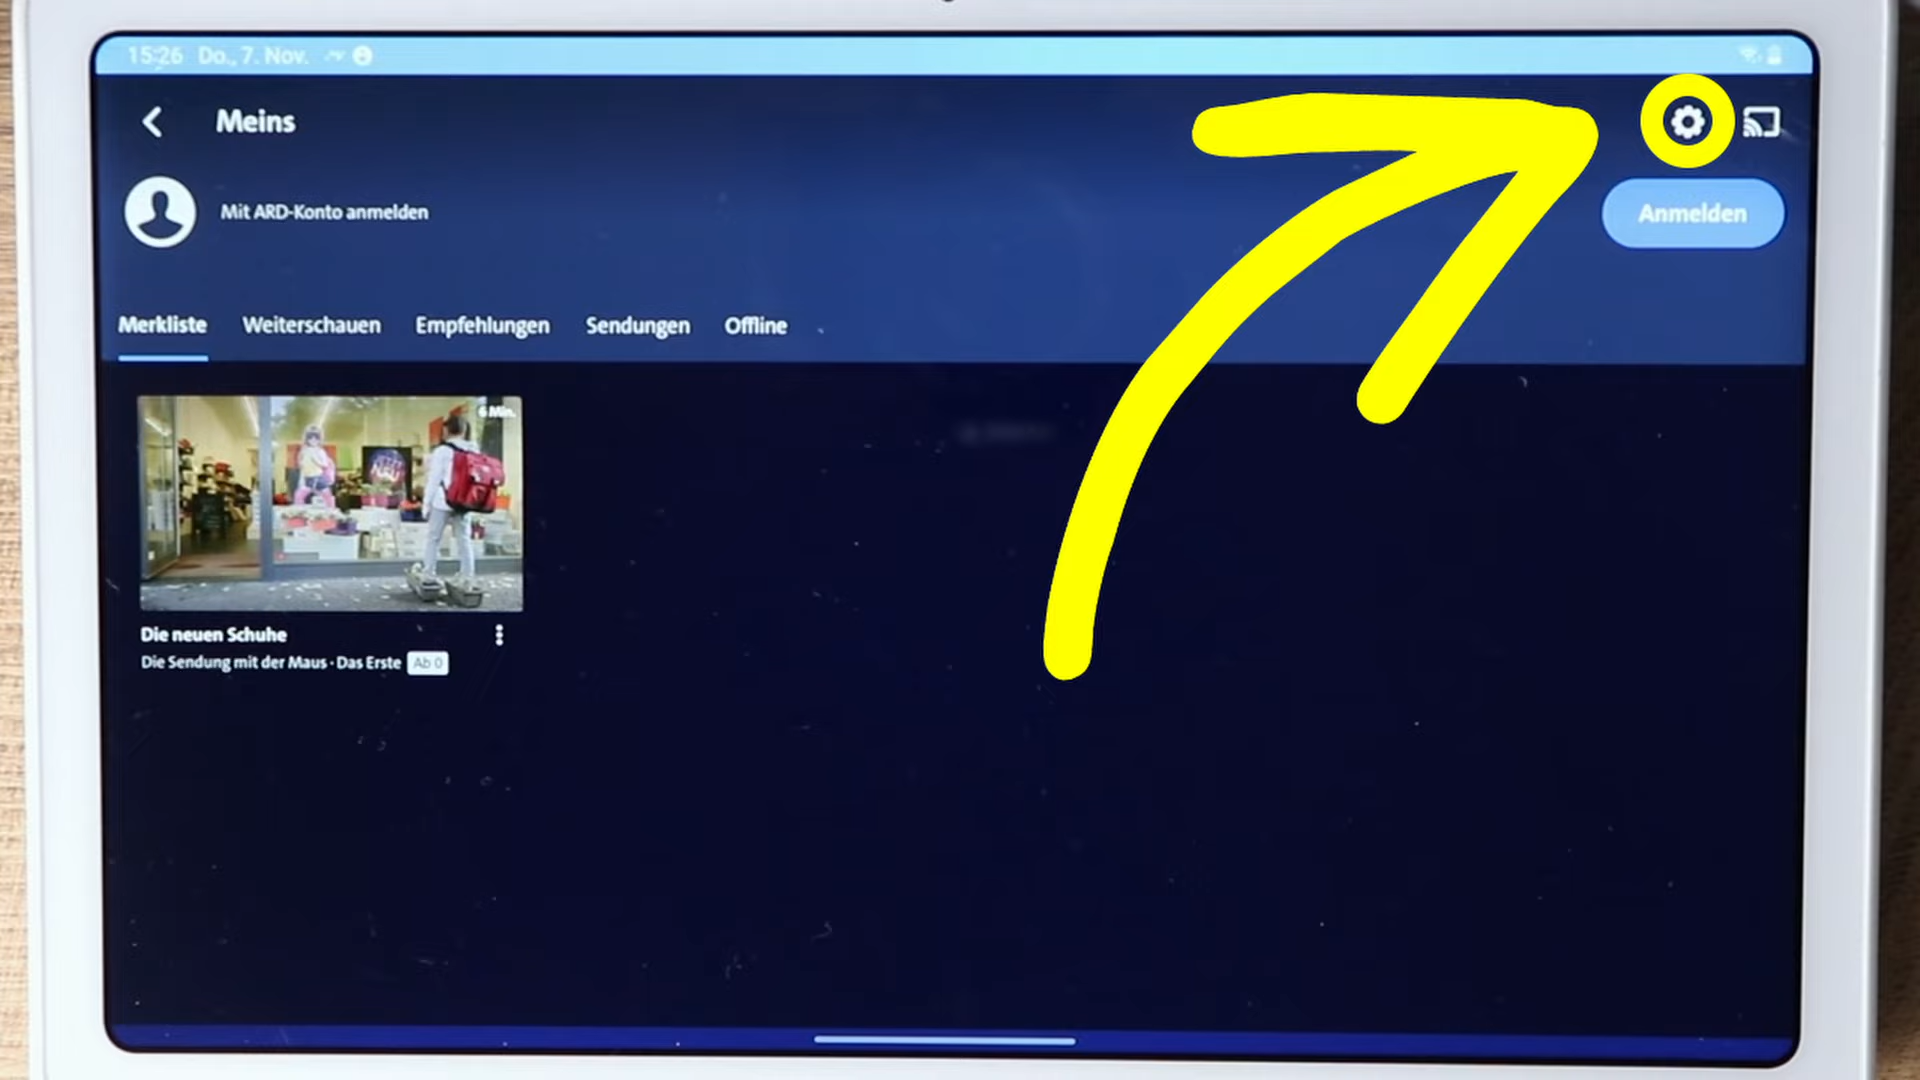 15:26 Do., 7. Nov.
Meins
Mit ARD-Konto anmelden
Anmelden
Merkliste Weiterschauen Empfehlungen Sendungen Offline
6 Min.
Die neuen Schuhe
Die Sendung mit der Maus · Das Erste Ab 0